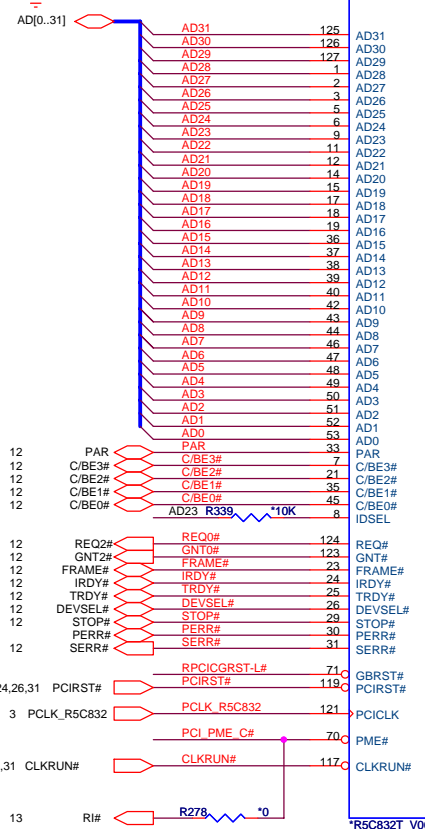 AD[0..31]
AD31 125 AD31
AD30 126 AD30
AD29 127 AD29
AD28 1 AD28
AD27 2 AD27
AD26 3 AD26
AD25 5 AD25
AD24 6 AD24
AD23 9 AD23
AD22 11 AD22
AD21 12 AD21
AD20 14 AD20
AD19 15 AD19
AD18 17 AD18
AD17 18 AD17
AD16 19 AD16
AD15 36 AD15
AD14 37 AD14
AD13 38 AD13
AD12 39 AD12
AD11 40 AD11
AD10 42 AD10
AD9 43 AD9
AD8 44 AD8
AD7 46 AD7
AD6 47 AD6
AD5 48 AD5
AD4 49 AD4
AD3 50 AD3
AD2 51 AD2
AD1 52 AD1
AD0 53 AD0
12 PAR PAR 33 PAR
12 C/BE3# C/BE3# 7 C/BE3#
12 C/BE2# C/BE2# 21 C/BE2#
12 C/BE1# C/BE1# 35 C/BE1#
12 C/BE0# C/BE0# 45 C/BE0#
AD23 R339 *10K 8 IDSEL
12 REQ2# REQ0# 124 REQ#
12 GNT2# GNT0# 123 GNT#
12 FRAME# FRAME# 23 FRAME#
12 IRDY# IRDY# 24 IRDY#
12 TRDY# TRDY# 25 TRDY#
12 DEVSEL# DEVSEL# 26 DEVSEL#
12 STOP# STOP# 29 STOP#
PERR# PERR# 30 PERR#
12 SERR# SERR# 31 SERR#
RPCICGRST-L# 71 GBRST#
24,26,31 PCIRST# PCIRST# 119 PCIRST#
3 PCLK_R5C832 PCLK_R5C832 121 PCICLK
PCI_PME_C# 70 PME#
,31 CLKRUN# CLKRUN# 117 CLKRUN#
13 RI# R278 *0
*R5C832T_V0